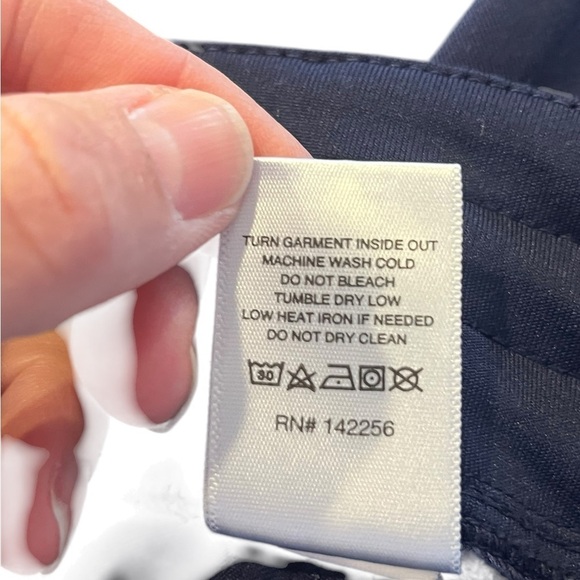 TURN GARMENT INSIDE OUT
MACHINE WASH COLD
DO NOT BLEACH
TUMBLE DRY LOW
LOW HEAT IRON IF NEEDED
DO NOT DRY CLEAN
30
RN# 142256